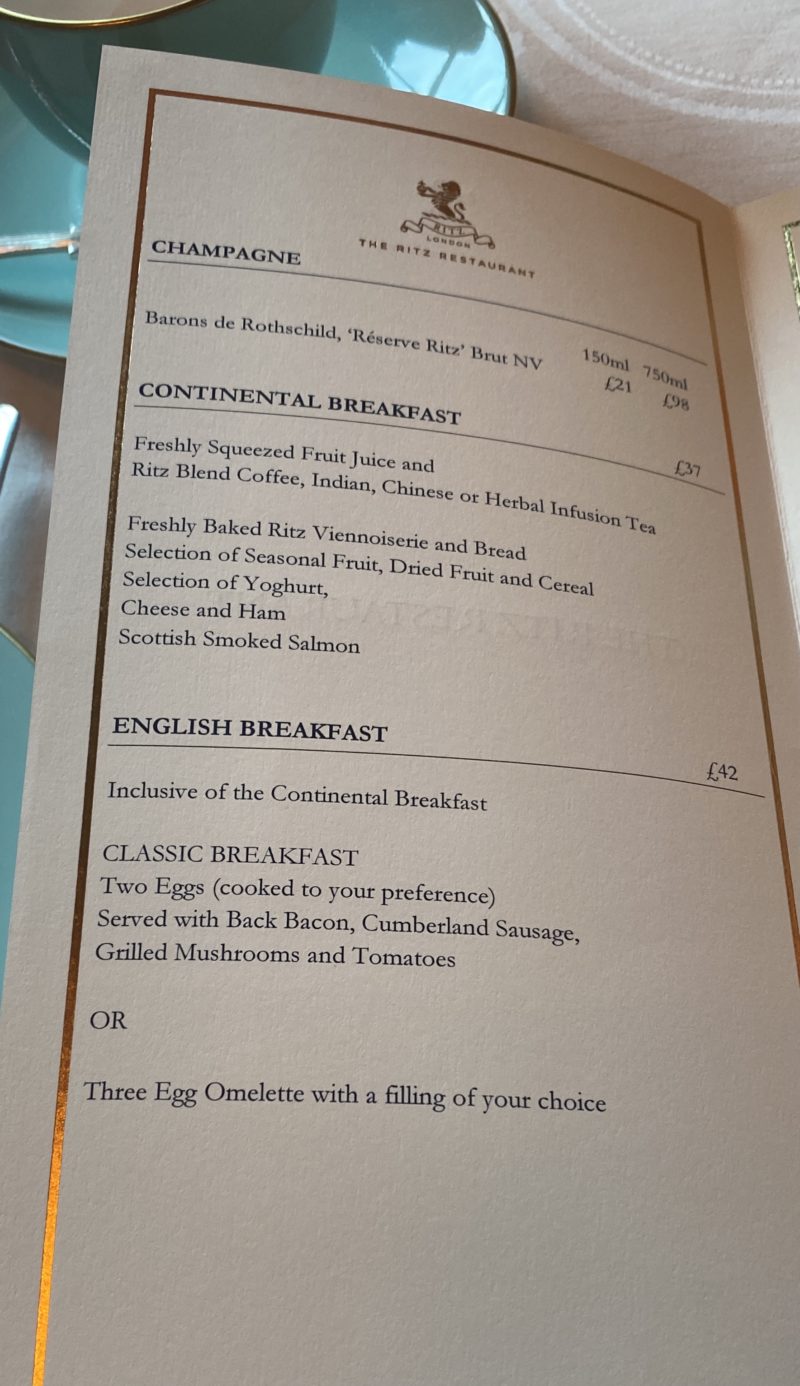 RITZ
LONDON
THE RITZ RESTAURANT
CHAMPAGNE
150ml 750ml
Barons de Rothschild, ‘Réserve Ritz’ Brut NV £21 £98
CONTINENTAL BREAKFAST £37
Freshly Squeezed Fruit Juice and
Ritz Blend Coffee, Indian, Chinese or Herbal Infusion Tea
Freshly Baked Ritz Viennoiserie and Bread
Selection of Seasonal Fruit, Dried Fruit and Cereal
Selection of Yoghurt,
Cheese and Ham
Scottish Smoked Salmon
ENGLISH BREAKFAST £42
Inclusive of the Continental Breakfast
CLASSIC BREAKFAST
Two Eggs (cooked to your preference)
Served with Back Bacon, Cumberland Sausage,
Grilled Mushrooms and Tomatoes
OR
Three Egg Omelette with a filling of your choice